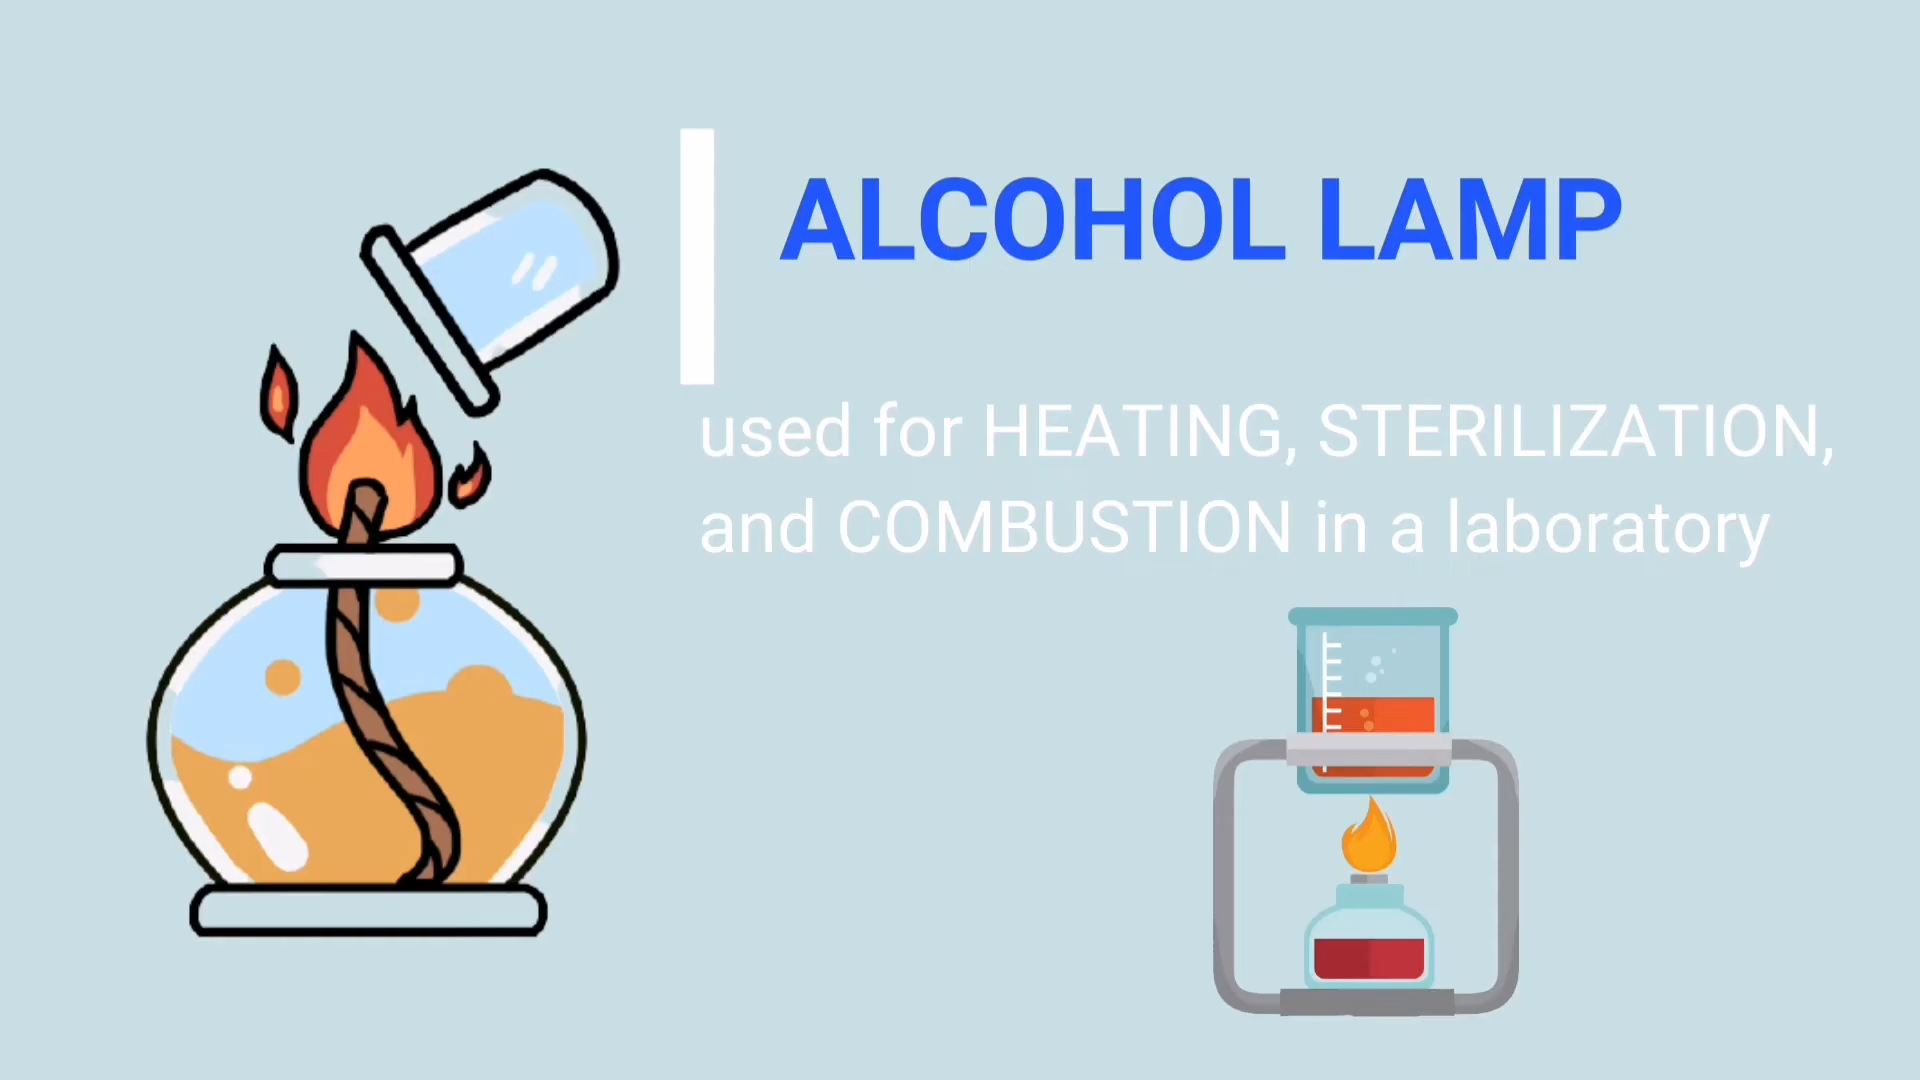 ALCOHOL LAMP
used for HEATING, STERILIZATION,
and COMBUSTION in a laboratory